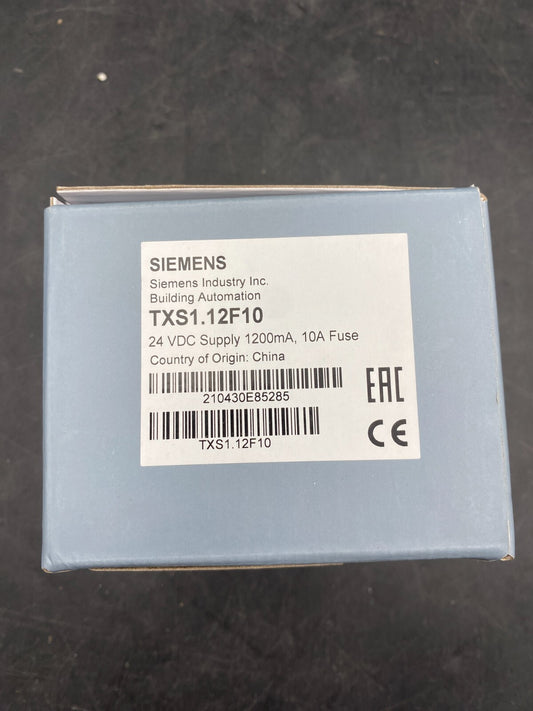 SIEMENS
Siemens Industry Inc.
Building Automation
TXS1.12F10
24 VDC Supply 1200mA, 10A Fuse
Country of Origin: China
210430E85285
TXS1.12F10
EAC
CE